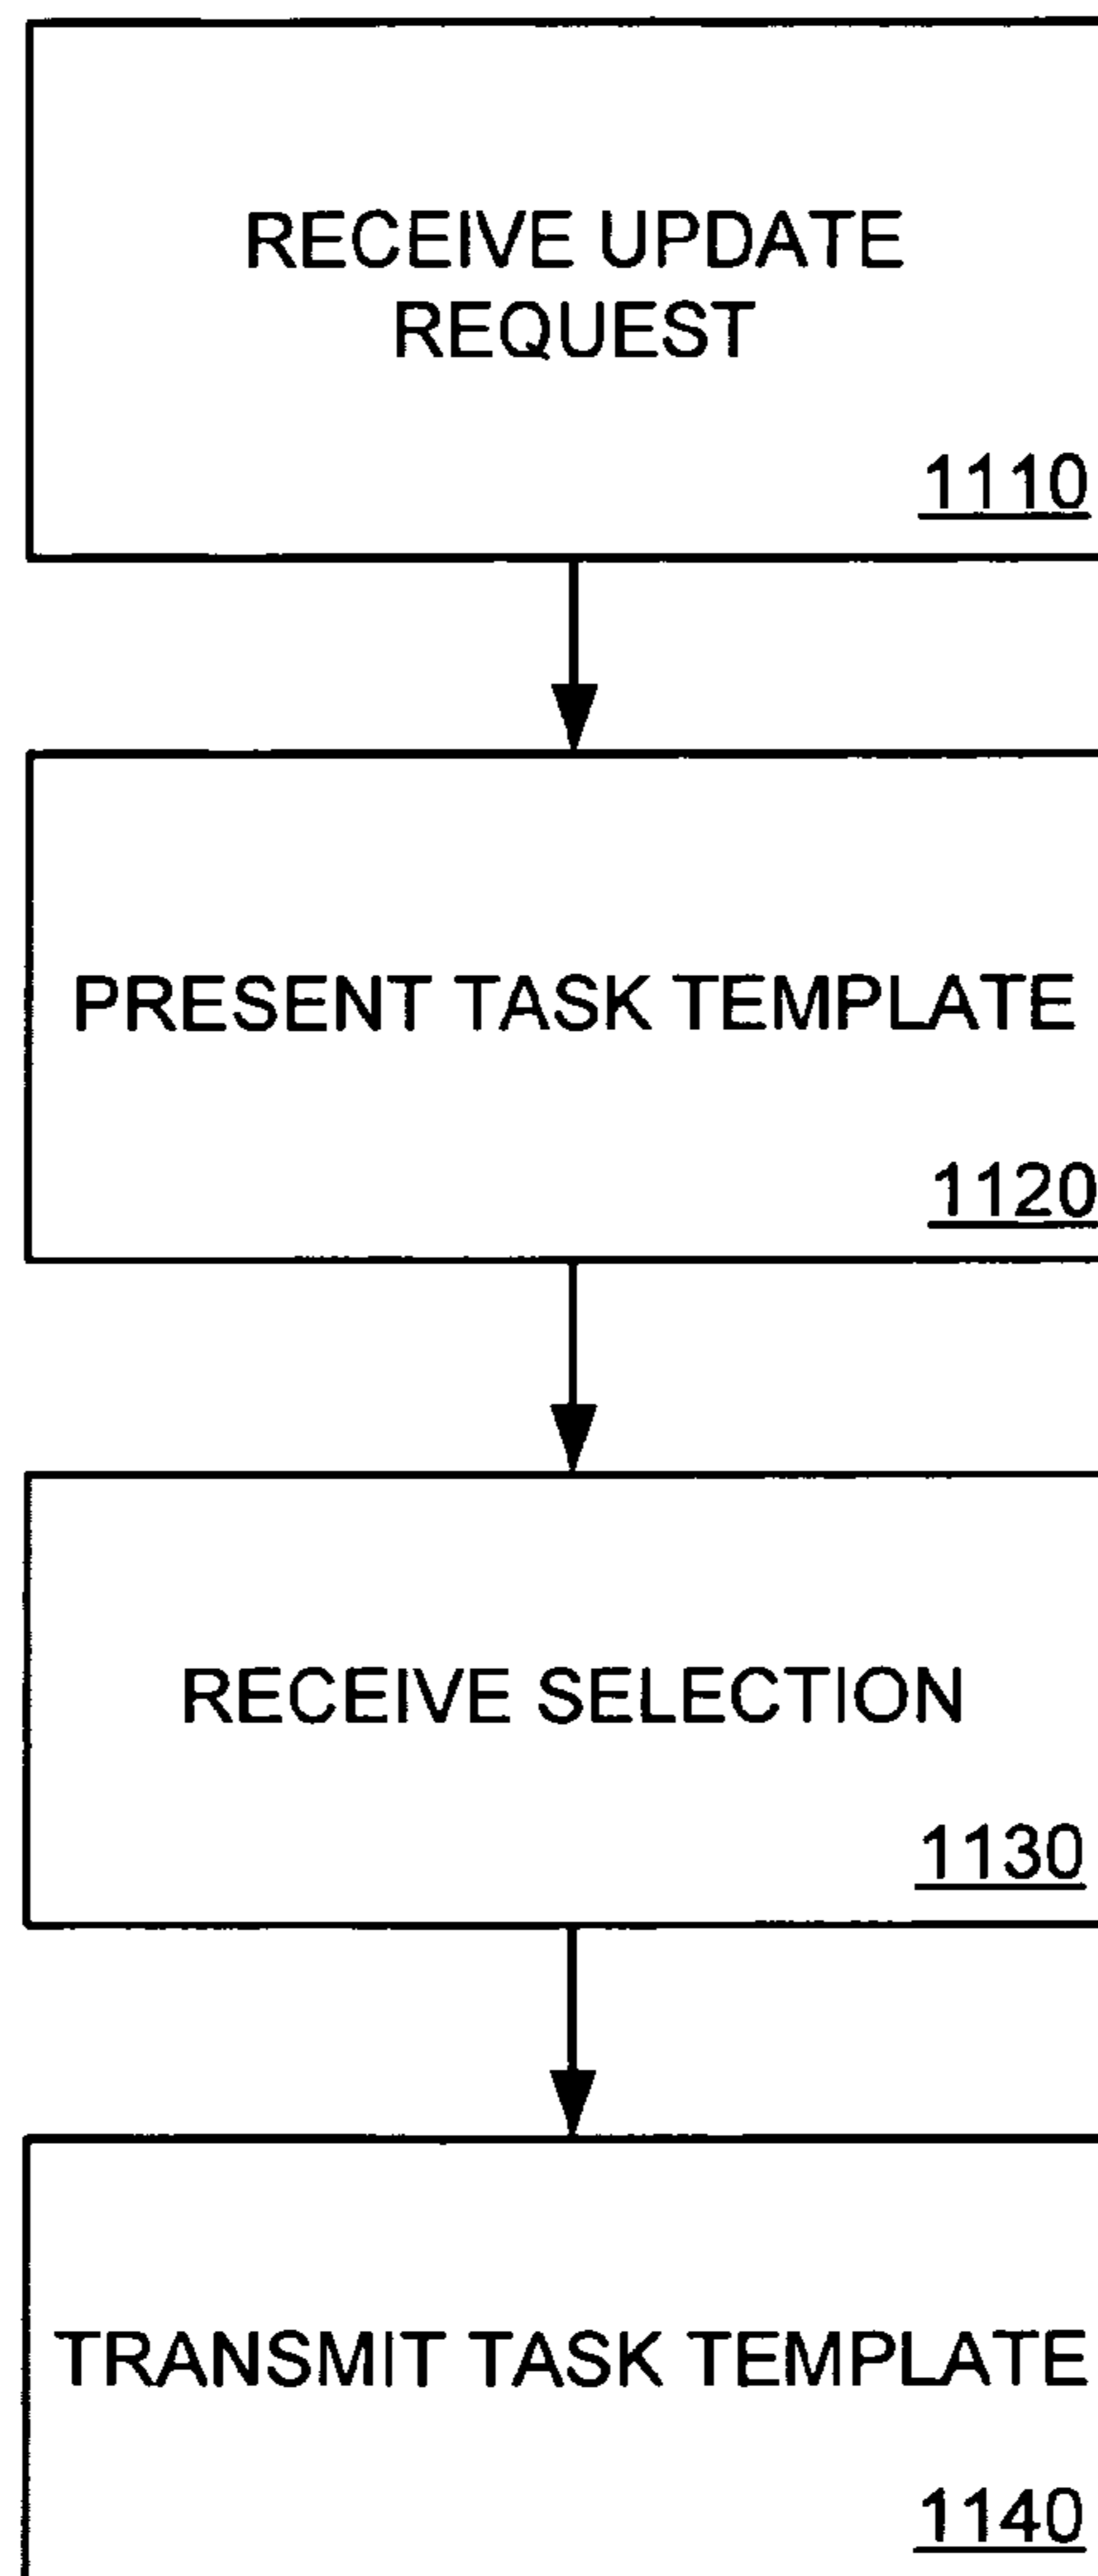 RECEIVE UPDATE
REQUEST
1110
PRESENT TASK TEMPLATE
1120
RECEIVE SELECTION
1130
TRANSMIT TASK TEMPLATE
1140